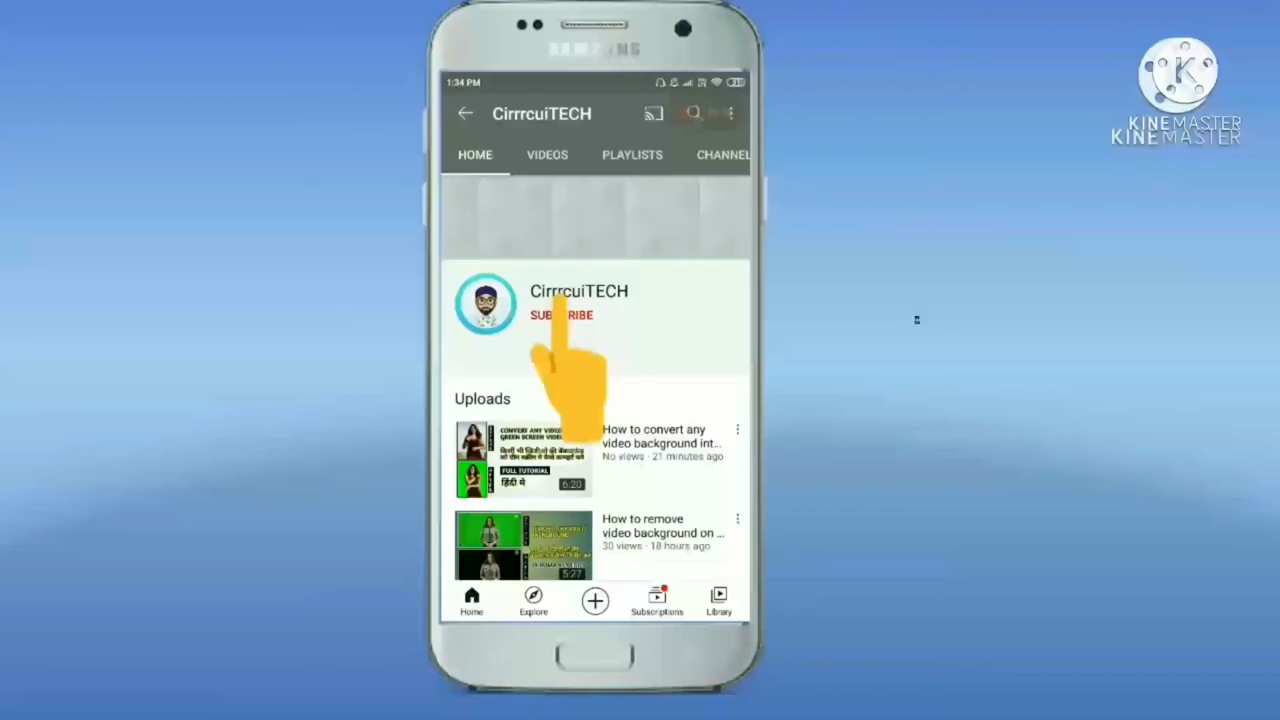 KINEMASTER
KINEMASTER
SAMSUNG
1:34 PM
CirrrcuiTECH
HOME VIDEOS PLAYLISTS CHANNEL
CirrrcuiTECH
SUBSCRIBE
Uploads
CONVERT ANY VIDEO
GREEN SCREEN VIDEO
FULL TUTORIAL
हिंदी मे
6:20
How to convert any
video background int...
No views · 21 minutes ago
How to remove
video background on ...
30 views · 18 hours ago
5:27
Home Explore Subscriptions Library